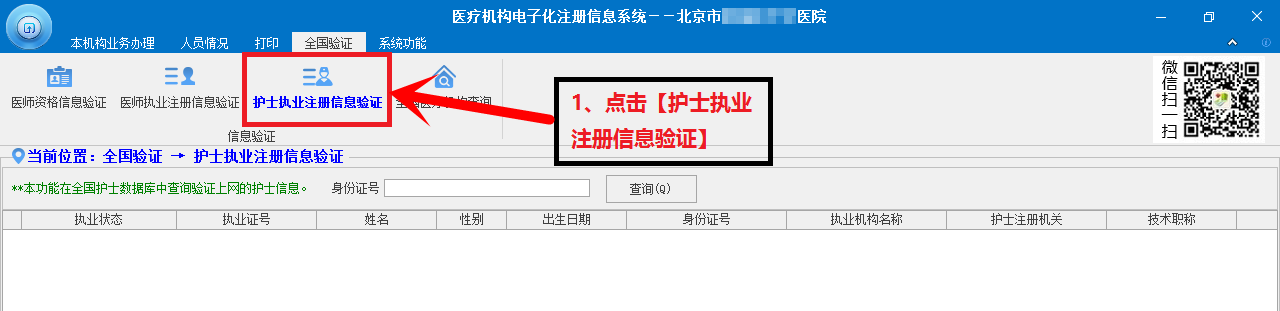 医疗机构电子化注册信息系统－－北京市 医院
本机构业务办理 人员情况 打印 全国验证 系统功能
医师资格信息验证 医师执业注册信息验证 护士执业注册信息验证 全国医疗机构查询
信息验证
微信扫一扫
1、点击【护士执业
注册信息验证】
当前位置：全国验证 → 护士执业注册信息验证
**本功能在全国护士数据库中查询验证上网的护士信息。 身份证号 查询(Q)
执业状态 执业证号 姓名 性别 出生日期 身份证号 执业机构名称 护士注册机关 技术职称